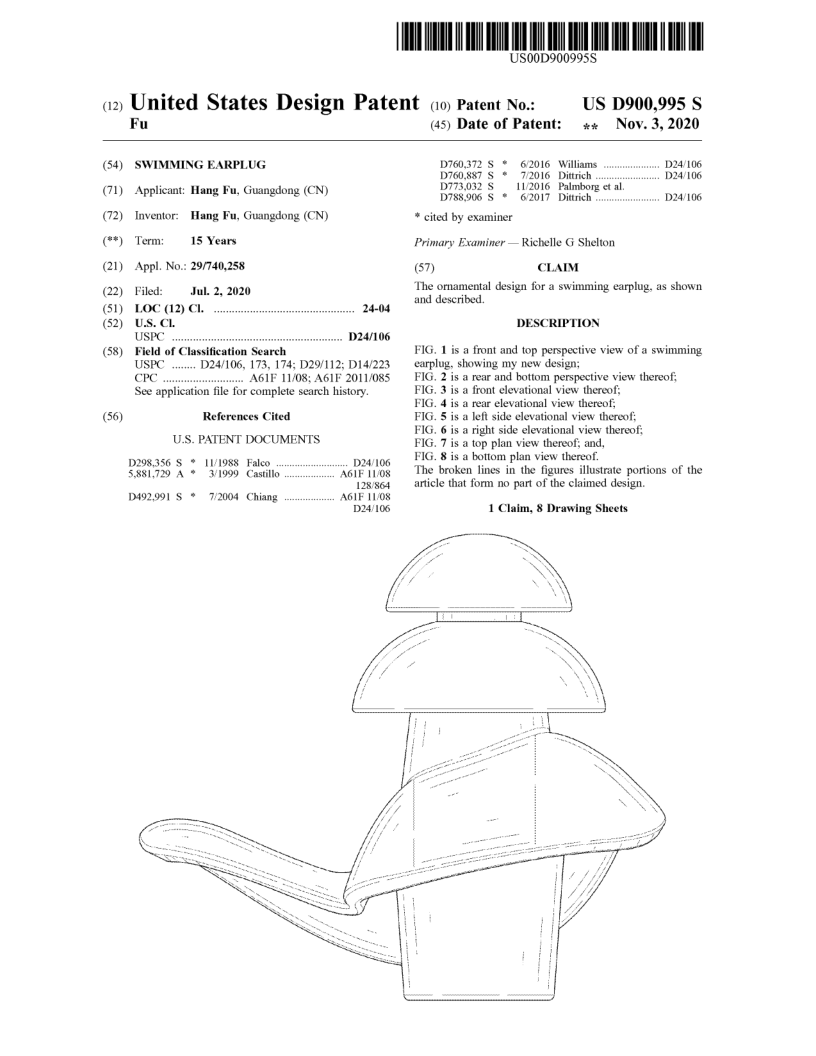 US00D900995S
(12) United States Design Patent
Fu
(10) Patent No.: US D900,995 S
(45) Date of Patent: ** Nov. 3, 2020
(54) SWIMMING EARPLUG
(71) Applicant: Hang Fu, Guangdong (CN)
(72) Inventor: Hang Fu, Guangdong (CN)
(**) Term: 15 Years
(21) Appl. No.: 29/740,258
(22) Filed: Jul. 2, 2020
(51) LOC (12) Cl. ............................................... 24-04
(52) U.S. Cl.
USPC ......................................................... D24/106
(58) Field of Classification Search
USPC ........ D24/106, 173, 174; D29/112; D14/223
CPC ........................... A61F 11/08; A61F 2011/085
See application file for complete search history.
(56) References Cited
U.S. PATENT DOCUMENTS
D298,356 S * 11/1988 Falco ............................ D24/106
5,881,729 A * 3/1999 Castillo .................... A61F 11/08
128/864
D492,991 S * 7/2004 Chiang ................... A61F 11/08
D24/106
D760,372 S * 6/2016 Williams ...................... D24/106
D760,887 S * 7/2016 Dittrich ......................... D24/106
D773,032 S 11/2016 Palmborg et al.
D788,906 S * 6/2017 Dittrich ......................... D24/106
* cited by examiner
Primary Examiner — Richelle G Shelton
(57) CLAIM
The ornamental design for a swimming earplug, as shown
and described.
DESCRIPTION
FIG. 1 is a front and top perspective view of a swimming
earplug, showing my new design;
FIG. 2 is a rear and bottom perspective view thereof;
FIG. 3 is a front elevational view thereof;
FIG. 4 is a rear elevational view thereof;
FIG. 5 is a left side elevational view thereof;
FIG. 6 is a right side elevational view thereof;
FIG. 7 is a top plan view thereof; and,
FIG. 8 is a bottom plan view thereof.
The broken lines in the figures illustrate portions of the
article that form no part of the claimed design.
1 Claim, 8 Drawing Sheets